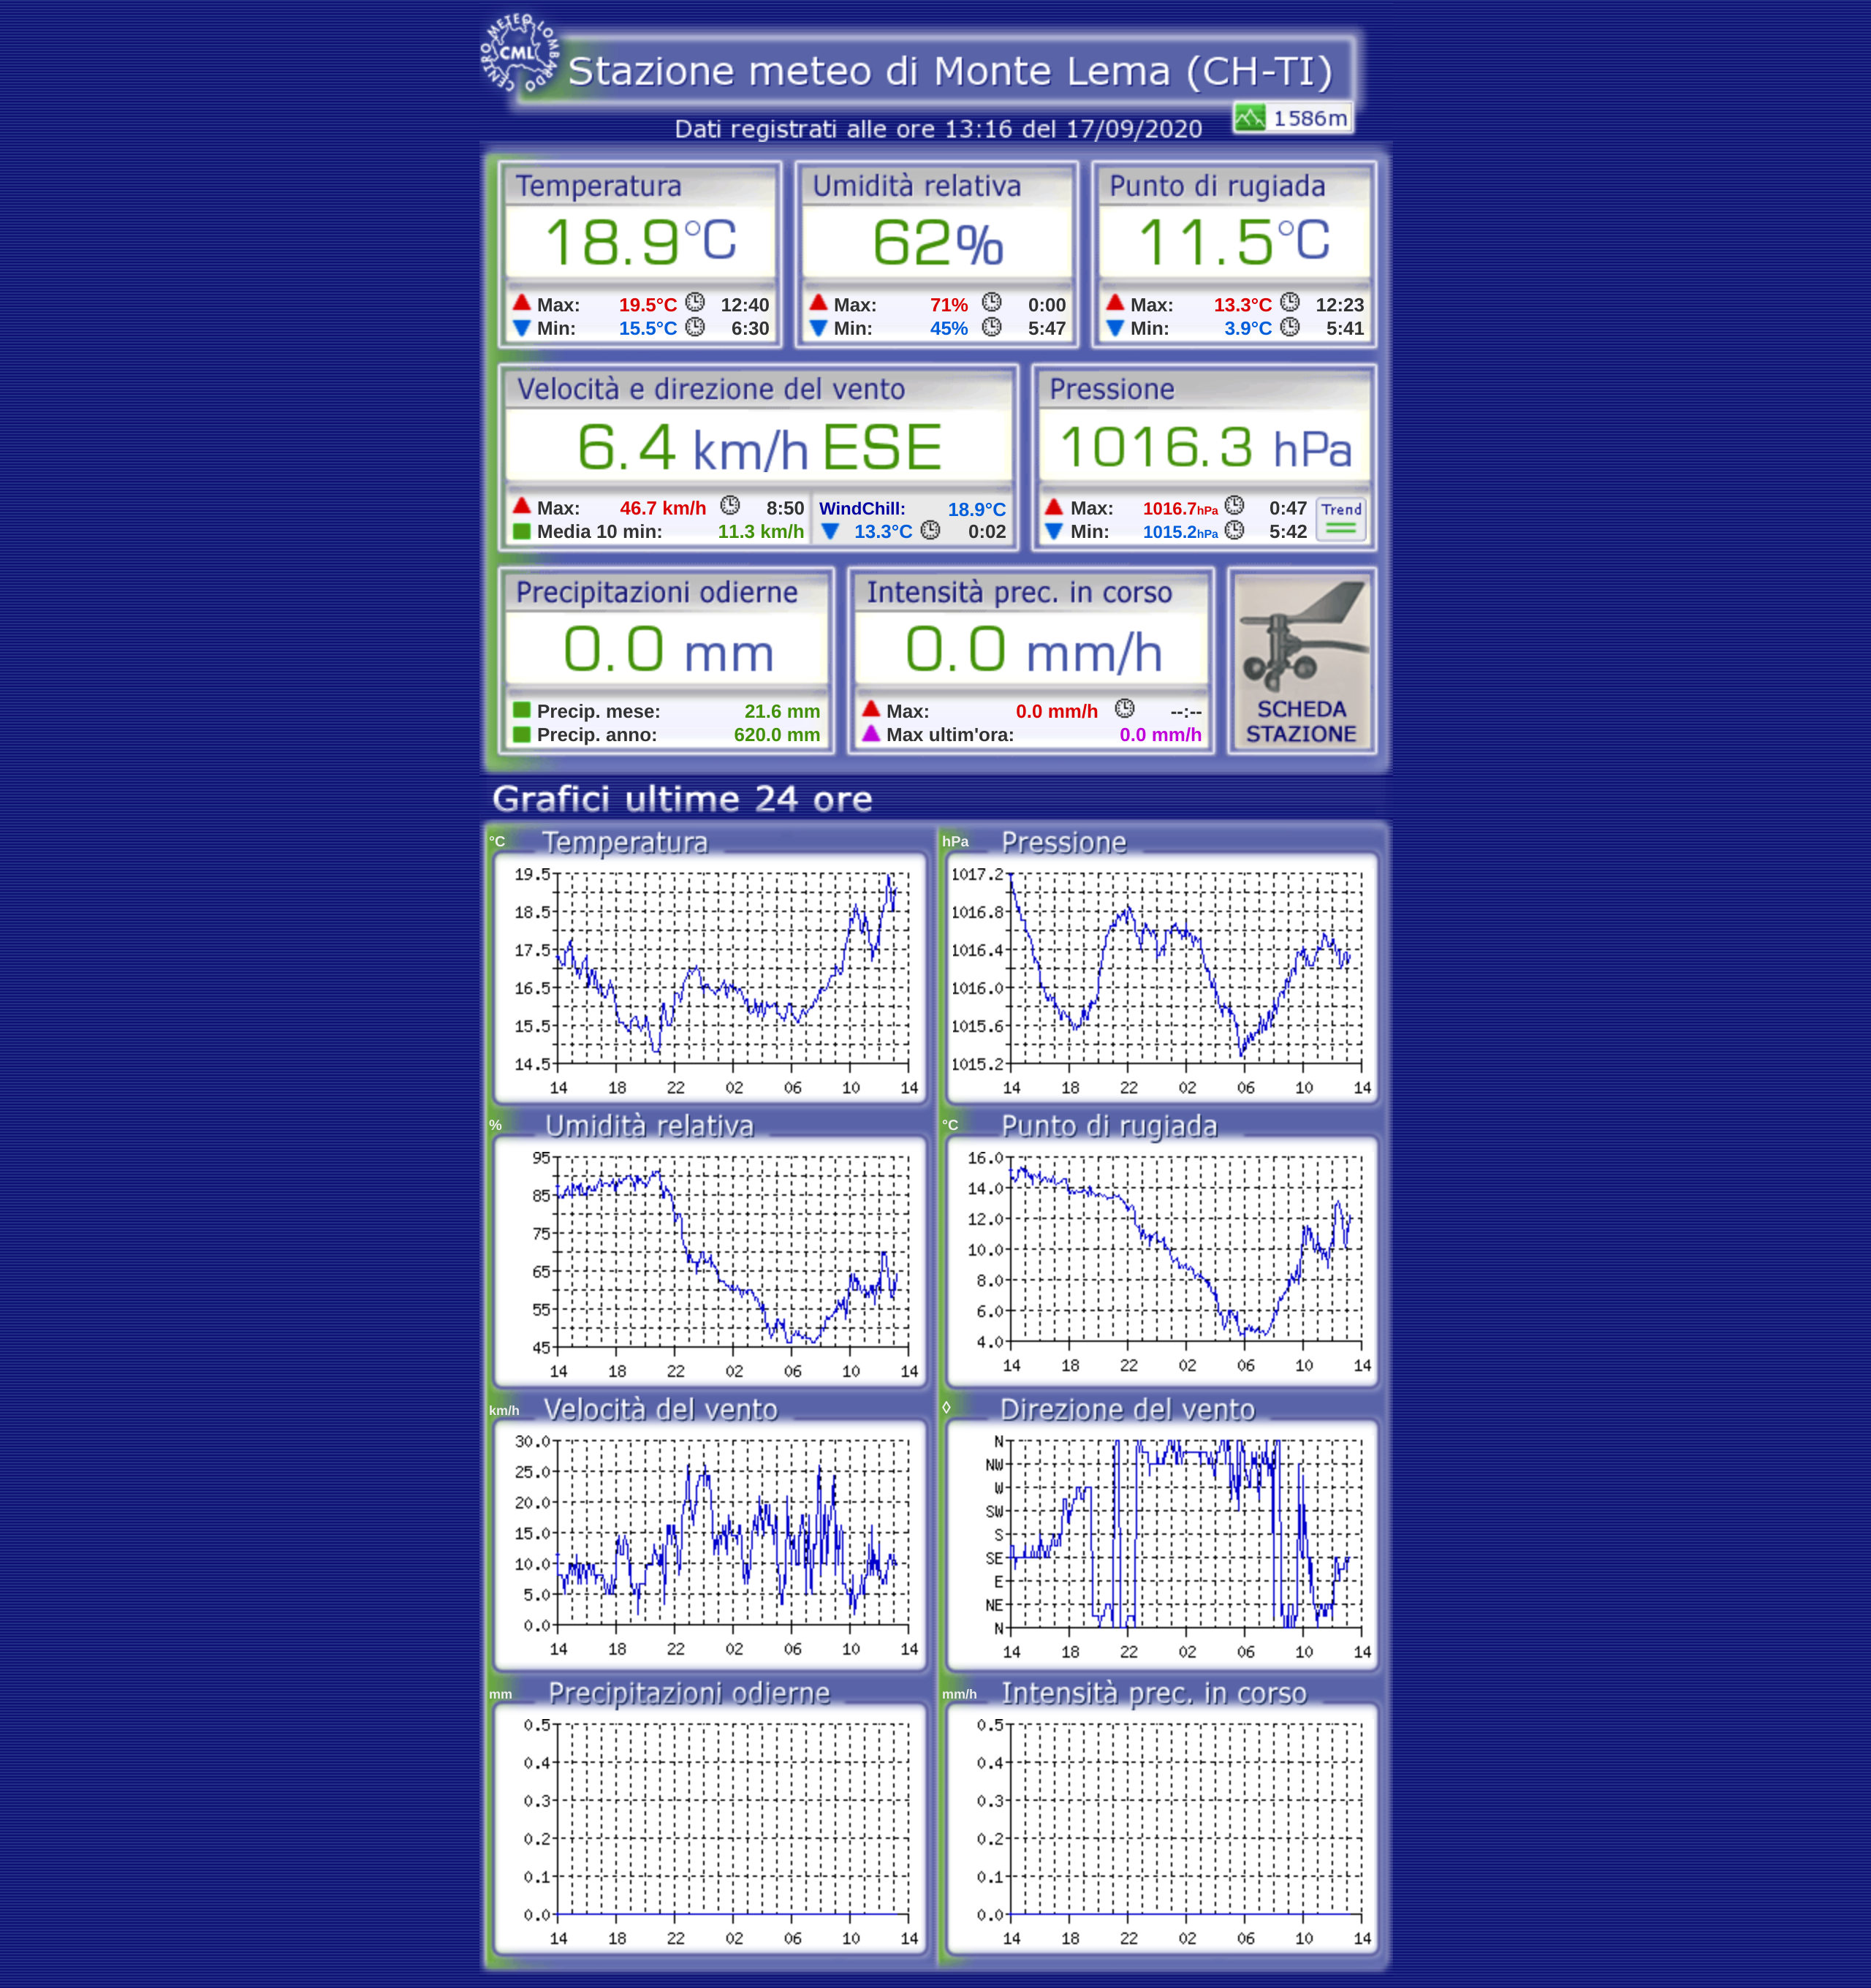 CENTRO METEO LOMBARDO
CML
Stazione meteo di Monte Lema (CH-TI)
1586m
Dati registrati alle ore 13:16 del 17/09/2020
Temperatura
18.9°C
Max: 19.5°C 12:40
Min: 15.5°C 6:30
Umidità relativa
62%
Max: 71% 0:00
Min: 45% 5:47
Punto di rugiada
11.5°C
Max: 13.3°C 12:23
Min: 3.9°C 5:41
Velocità e direzione del vento
6.4 km/h ESE
Max: 46.7 km/h 8:50
Media 10 min: 11.3 km/h
WindChill: 18.9°C
13.3°C 0:02
Pressione
1016.3 hPa
Max: 1016.7hPa 0:47
Min: 1015.2hPa 5:42
Trend
Precipitazioni odierne
0.0 mm
Precip. mese: 21.6 mm
Precip. anno: 620.0 mm
Intensità prec. in corso
0.0 mm/h
Max: 0.0 mm/h --:--
Max ultim'ora: 0.0 mm/h
SCHEDA
STAZIONE
Grafici ultime 24 ore
°C Temperatura
19.5
18.5
17.5
16.5
15.5
14.5
14 18 22 02 06 10 14
hPa Pressione
1017.2
1016.8
1016.4
1016.0
1015.6
1015.2
14 18 22 02 06 10 14
% Umidità relativa
95
85
75
65
55
45
14 18 22 02 06 10 14
°C Punto di rugiada
16.0
14.0
12.0
10.0
8.0
6.0
4.0
14 18 22 02 06 10 14
km/h Velocità del vento
30.0
25.0
20.0
15.0
10.0
5.0
0.0
14 18 22 02 06 10 14
◊ Direzione del vento
N
NW
W
SW
S
SE
E
NE
N
14 18 22 02 06 10 14
mm Precipitazioni odierne
0.5
0.4
0.3
0.2
0.1
0.0
14 18 22 02 06 10 14
mm/h Intensità prec. in corso
0.5
0.4
0.3
0.2
0.1
0.0
14 18 22 02 06 10 14